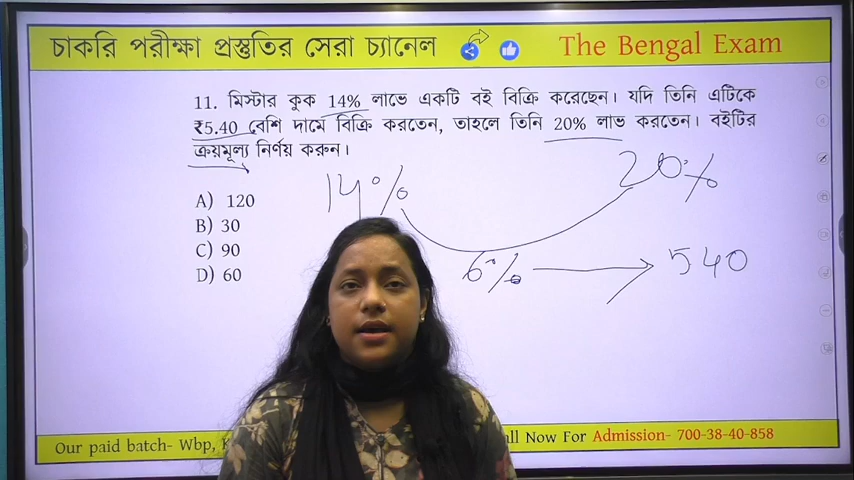 চাকরি পরীক্ষা প্রস্তুতির সেরা চ্যানেল The Bengal Exam
11. মিস্টার কুক 14% লাভে একটি বই বিক্রি করেছেন। যদি তিনি এটিকে
₹5.40 বেশি দামে বিক্রি করতেন, তাহলে তিনি 20% লাভ করতেন। বইটির
ক্রয়মূল্য নির্ণয় করুন।
14% 20%
A) 120
B) 30
C) 90
D) 60
6% 540
Our paid batch- Wbp, Call Now For Admission- 700-38-40-858